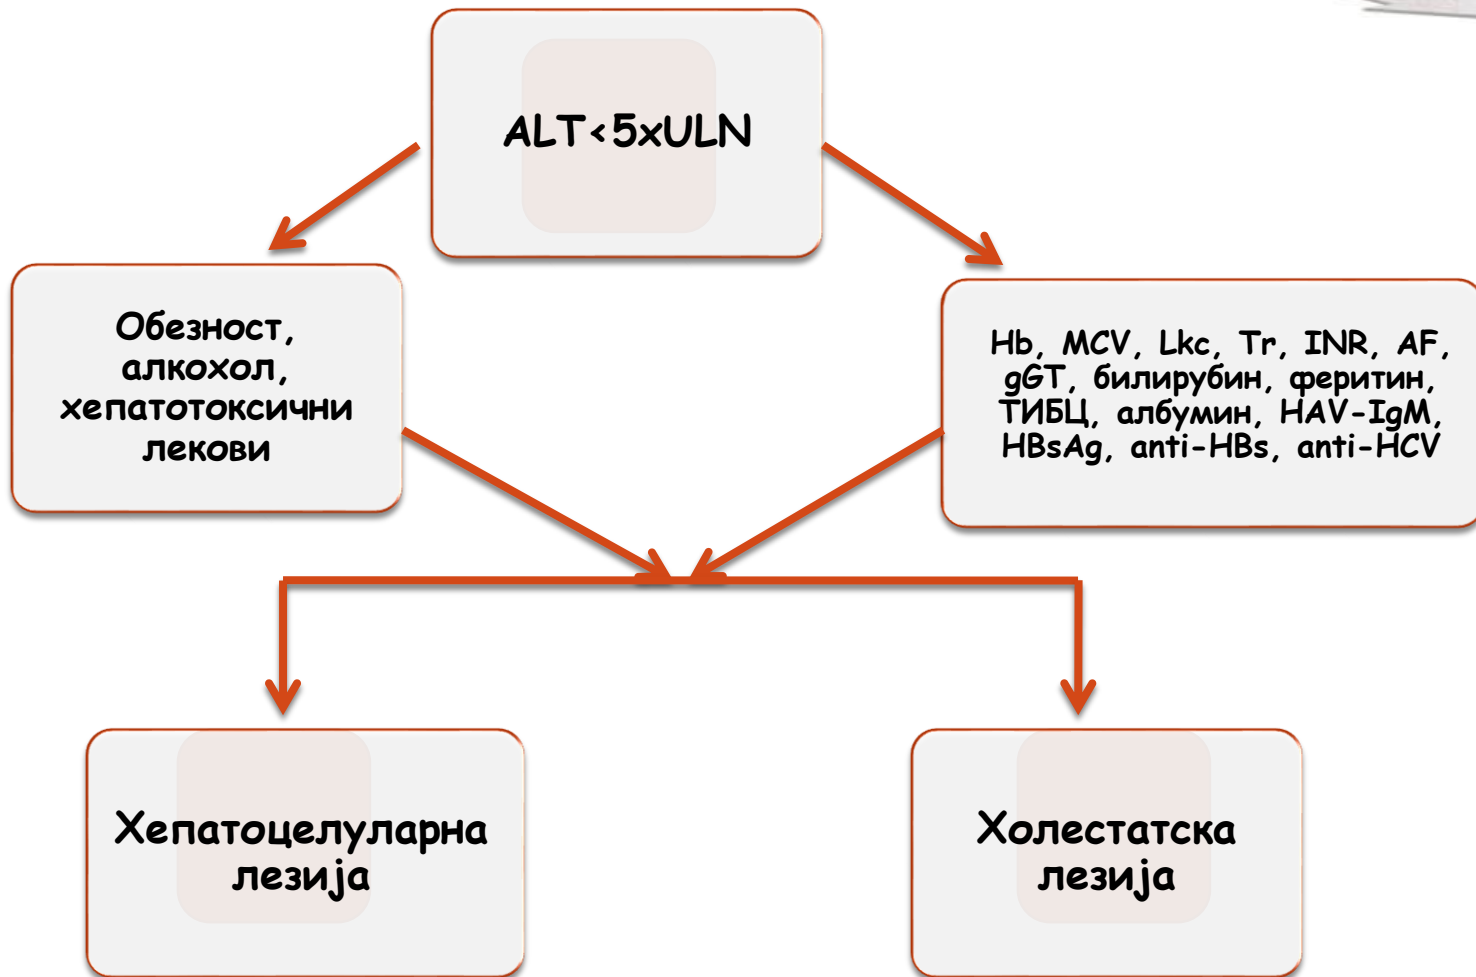 ALT<5xULN
Обезност,
алкохол,
хепатотоксични
лекови
Hb, MCV, Lkc, Tr, INR, AF,
gGT, билирубин, феритин,
ТИБЦ, албумин, HAV-IgM,
HBsAg, anti-HBs, anti-HCV
Хепатоцелуларна
лезија
Холестатска
лезија